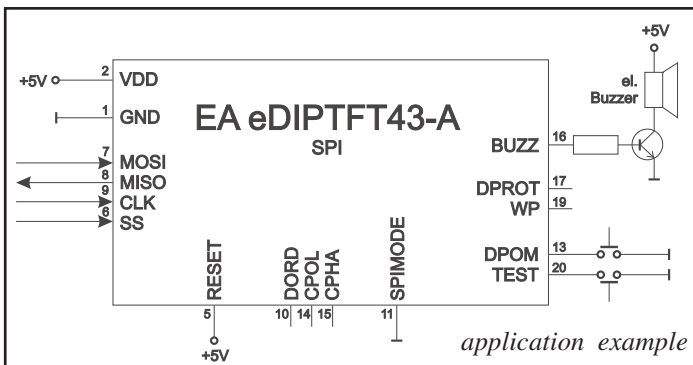 +5V
2
VDD
+5V
1
GND
EA eDIPTFT43-A
SPI
el.
Buzzer
BUZZ
16
7
MOSI
8
MISO
9
CLK
6
SS
DPROT
17
WP
19
DPOM
13
TEST
20
RESET
DORD
CPOL
CPHA
SPIMODE
5
10
14
15
11
+5V
application example